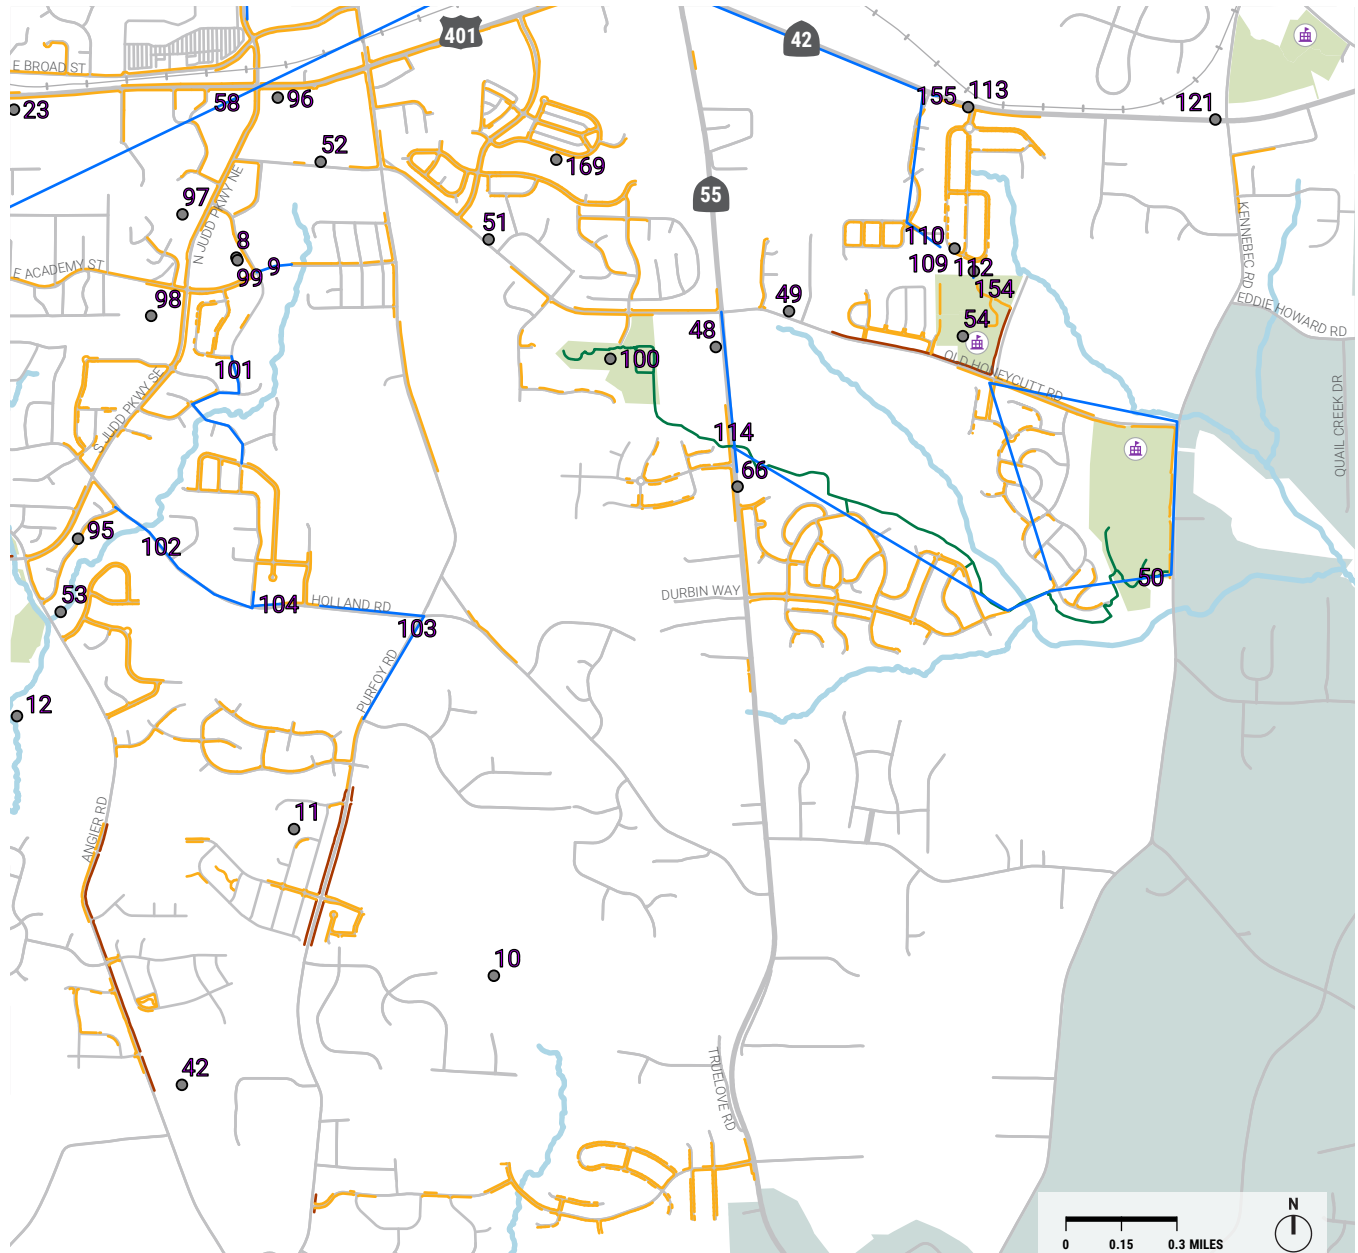 401
42
E BROAD ST
23
58
96
155
113
121
52
169
97
N JUDD PKWY NE
55
51
KENNEBEC RD
8
9
99
E ACADEMY ST
98
110
109
112
154
49
48
54
EDDIE HOWARD RD
100
101
OLD HONEYCUTT RD
QUAIL CREEK DR
S JUDD PKWY SE
114
66
95
102
53
104
HOLLAND RD
103
DURBIN WAY
50
PURFOY RD
12
11
ANGIER RD
10
42
TRUELOVE RD
N
0 0.15 0.3 MILES